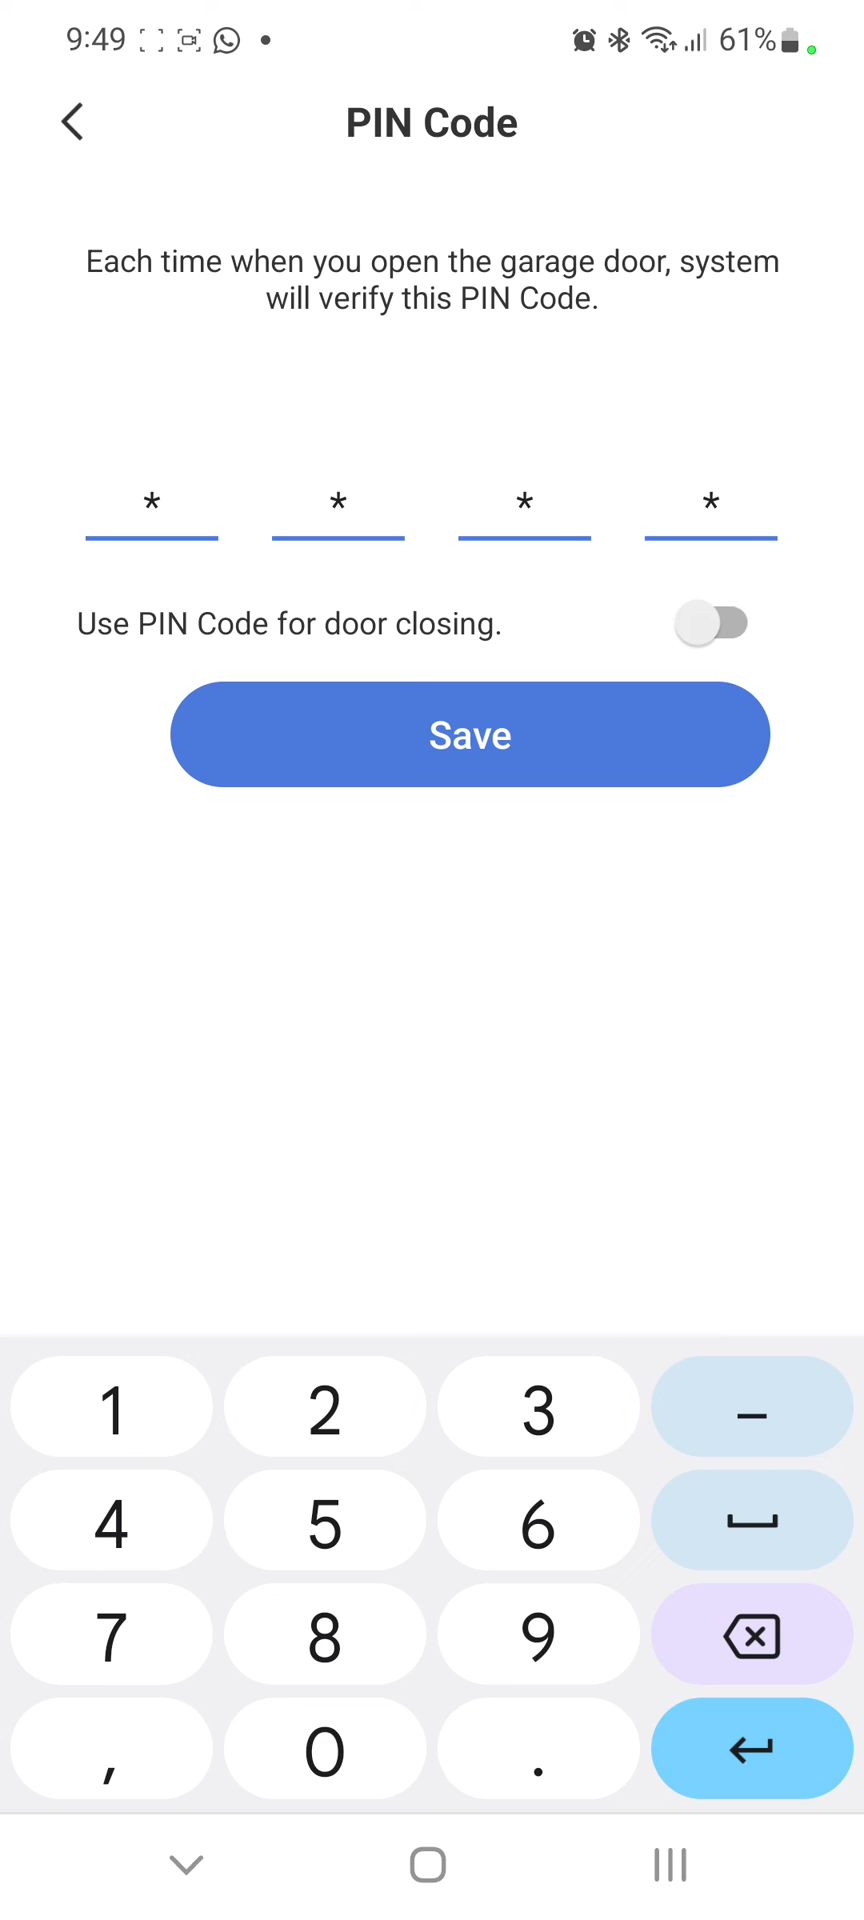 9:49
61%
PIN Code
Each time when you open the garage door, system
will verify this PIN Code.
* * * *
Use PIN Code for door closing.
Save
1 2 3 –
4 5 6
7 8 9
, 0 .